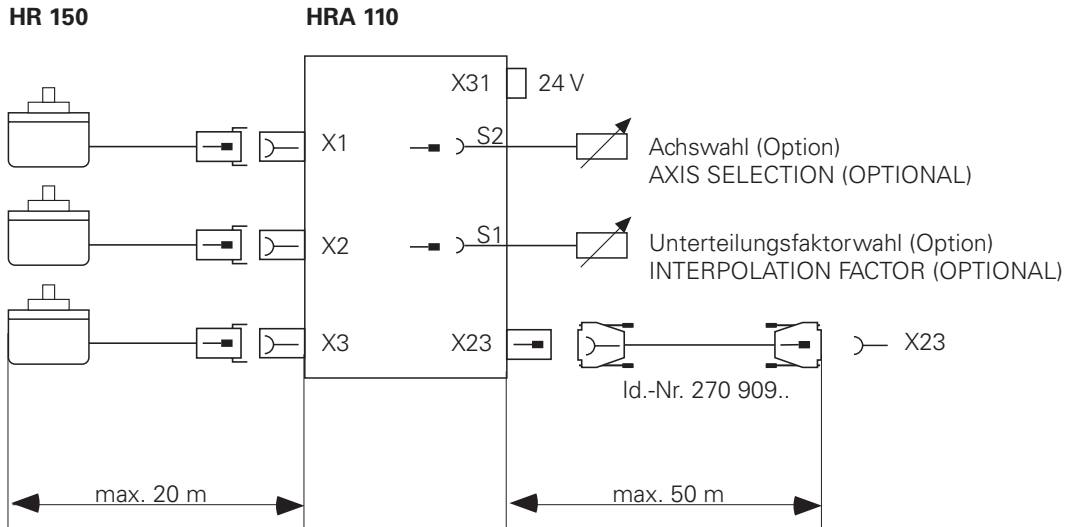 HR 150
HRA 110
X31
24 V
X1
S2
Achswahl (Option)
AXIS SELECTION (OPTIONAL)
X2
S1
Unterteilungsfaktorwahl (Option)
INTERPOLATION FACTOR (OPTIONAL)
X3
X23
X23
Id.-Nr. 270 909..
max. 20 m
max. 50 m